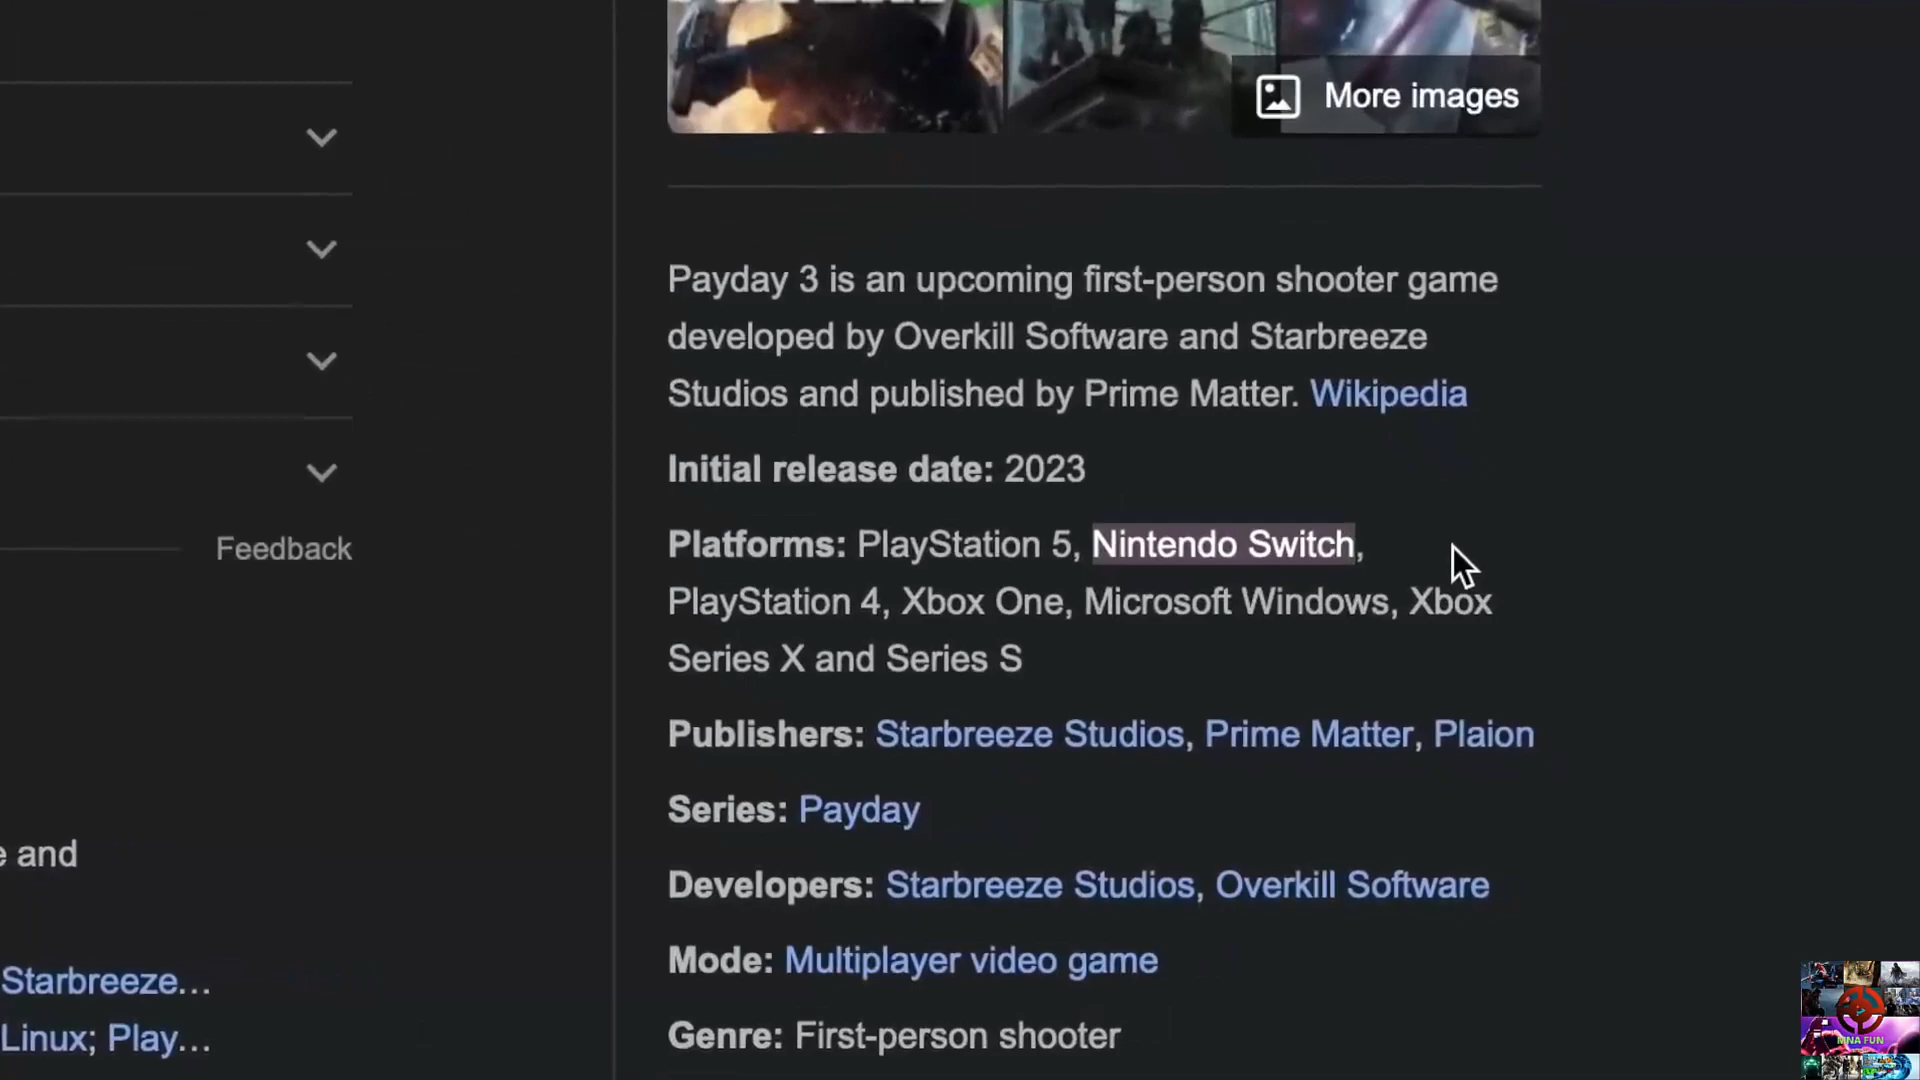 More images
Payday 3 is an upcoming first-person shooter game
developed by Overkill Software and Starbreeze
Studios and published by Prime Matter. Wikipedia
Initial release date: 2023
Platforms: PlayStation 5, Nintendo Switch,
PlayStation 4, Xbox One, Microsoft Windows, Xbox
Series X and Series S
Publishers: Starbreeze Studios, Prime Matter, Plaion
Series: Payday
Developers: Starbreeze Studios, Overkill Software
Mode: Multiplayer video game
Genre: First-person shooter
Feedback
e and
Starbreeze...
Linux; Play...
MNA FUN